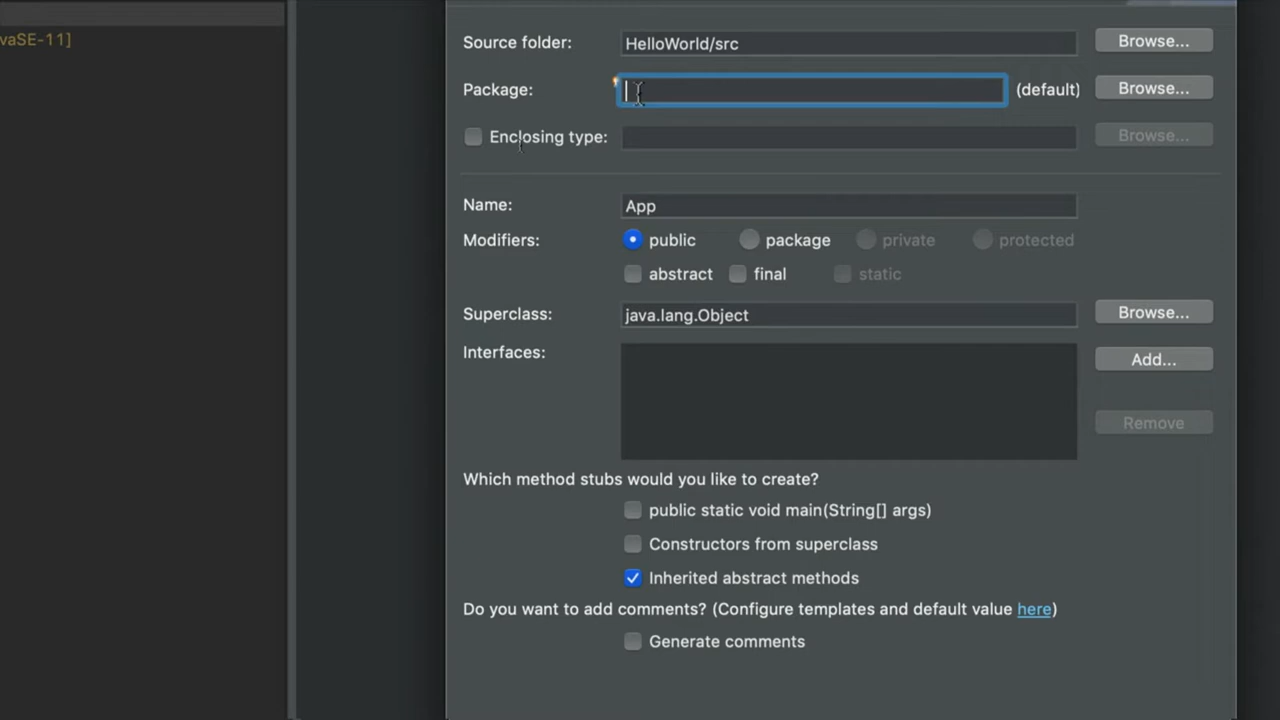 vaSE-11]
Source folder: HelloWorld/src Browse...
Package: (default) Browse...
Enclosing type: Browse...
Name: App
Modifiers: public package private protected
abstract final static
Superclass: java.lang.Object Browse...
Interfaces: Add...
Remove
Which method stubs would you like to create?
public static void main(String[] args)
Constructors from superclass
Inherited abstract methods
Do you want to add comments? (Configure templates and default value here)
Generate comments